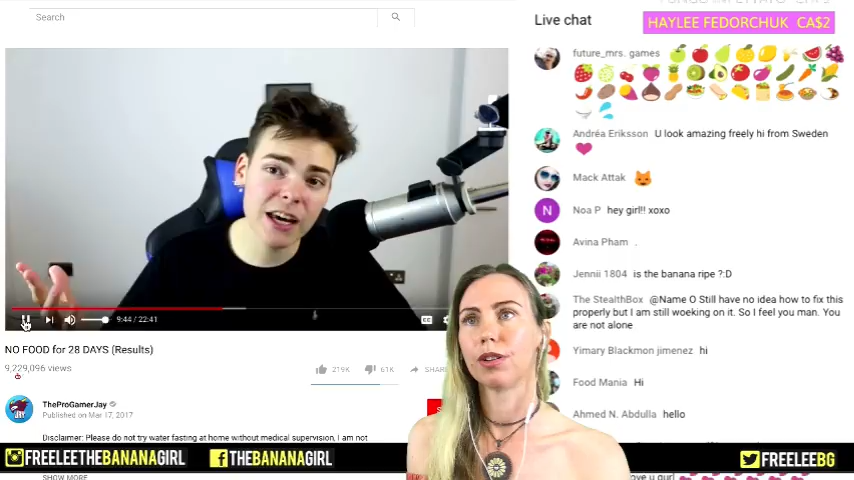 Search
Live chat
HAYLEE FEDORCHUK CA$2
future_mrs. games
Andréa Eriksson U look amazing freely hi from Sweden
Mack Attak
N
Noa P hey girl!! xoxo
Avina Pham .
Jennii 1804 is the banana ripe ?:D
The StealthBox @Name O Still have no idea how to fix this
properly but I am still woeking on it. So I feel you man. You
are not alone
Yimary Blackmon jimenez hi
Food Mania Hi
Ahmed N. Abdulla hello
9:44 / 22:41
NO FOOD for 28 DAYS (Results)
9,229,096 views
219K
61K
SHARE
TheProGamerJay
Published on Mar 17, 2017
Disclaimer: Please do not try water fasting at home without medical supervision, I am not
FREELEETHEBANANAGIRL
THEBANANAGIRL
FREELEEBG
SHOW MORE